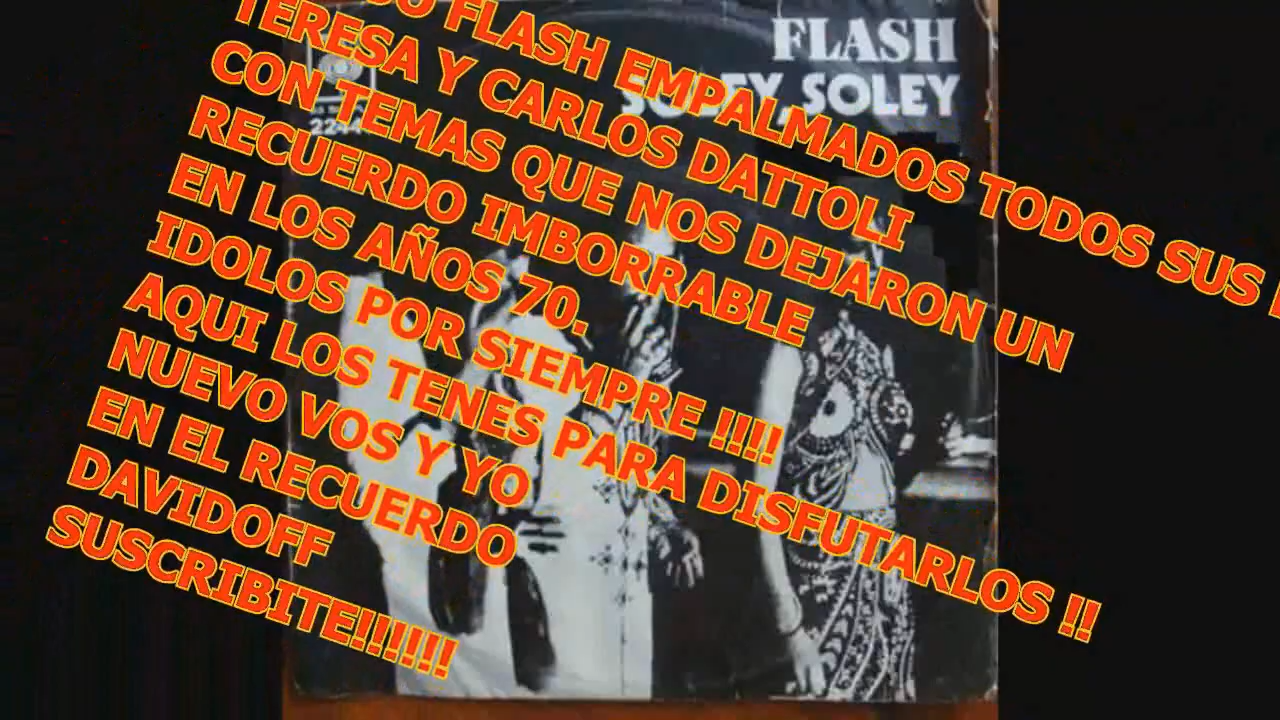 FLASH
SOLEY, SOLEY
FLASH EMPALMADOS TODOS SUS
TERESA Y CARLOS DATTOLI
CON TEMAS QUE NOS DEJARON UN
RECUERDO IMBORRABLE
EN LOS AÑOS 70.
IDOLOS POR SIEMPRE !!!!
AQUI LOS TENES PARA DISFUTARLOS !!
NUEVO VOS Y YO
EN EL RECUERDO
DAVIDOFF
SUSCRIBITE!!!!!!